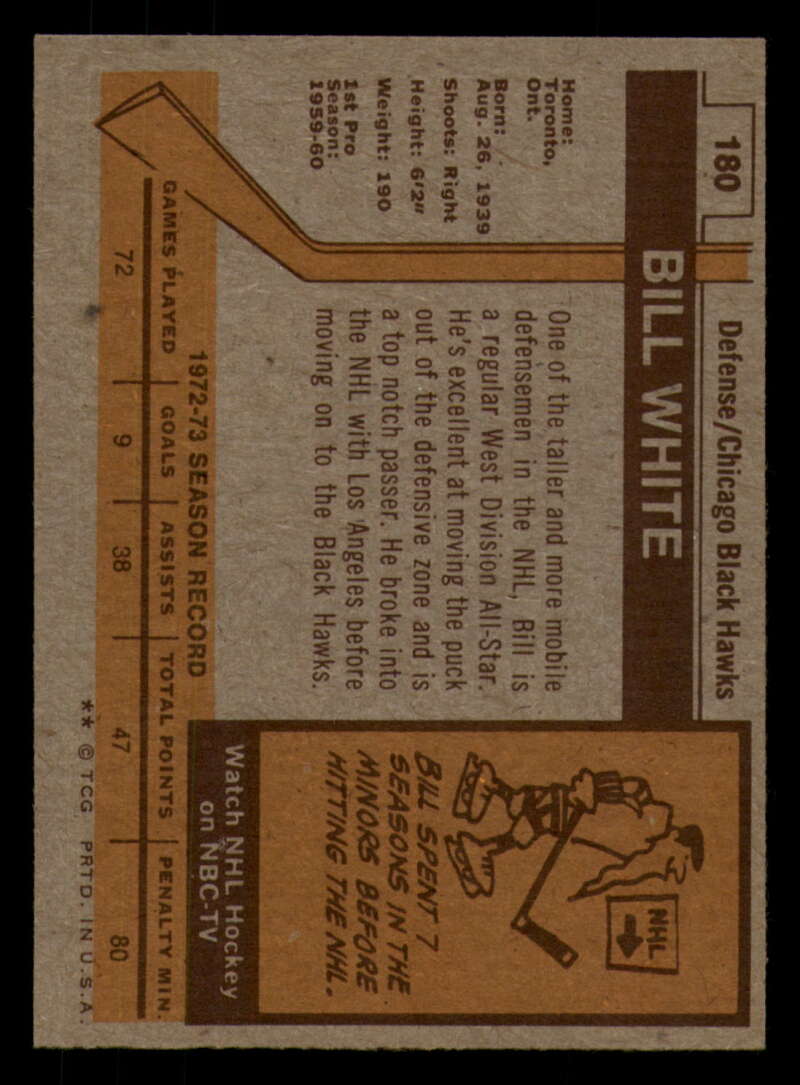 180
Defense/Chicago Black Hawks
BILL WHITE
Home:
Toronto,
Ont.
Born:
Aug. 26, 1939
Shoots: Right
Height: 6'2"
Weight: 190
1st Pro
Season:
1959-60
One of the taller and more mobile
defensemen in the NHL, Bill is
a regular West Division All-Star.
He's excellent at moving the puck
out of the defensive zone and is
a top notch passer. He broke into
the NHL with Los Angeles before
moving on to the Black Hawks.
NHL
BILL SPENT 7
SEASONS IN THE
MINORS BEFORE
HITTING THE NHL.
Watch NHL Hockey
on NBC-TV
1972-73 SEASON RECORD
GAMES PLAYED GOALS ASSISTS TOTAL POINTS PENALTY MIN.
72 9 38 47 80
** © TCG PRTD. IN U.S.A.